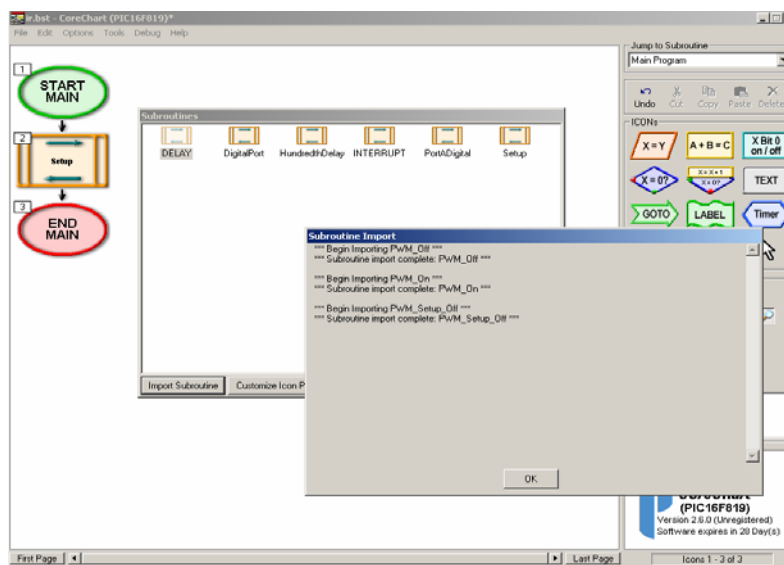 ir.bst - CoreChart (PIC16F819)*
File Edit Options Tools Debug Help
1
START
MAIN
2
Setup
3
END
MAIN
Subroutines
DELAY DigitalPort HundredthDelay INTERRUPT PortADigital Setup
Import Subroutine Customize Icon P
Subroutine Import
*** Begin Importing PWM_Off ***
*** Subroutine import complete: PWM_Off ***
*** Begin Importing PWM_On ***
*** Subroutine import complete: PWM_On ***
*** Begin Importing PWM_Setup_Off ***
*** Subroutine import complete: PWM_Setup_Off ***
OK
Jump to Subroutine
Main Program
Undo Cut Copy Paste Delete
ICONs
X = Y
A + B = C
X Bit 0
on / off
X = 0?
X = X + 1
X = 0?
TEXT
GOTO
LABEL
Timer
(PIC16F819)
Version 2.6.0 (Unregistered)
Software expires in 28 Day(s)
First Page Last Page Icons 1 - 3 of 3